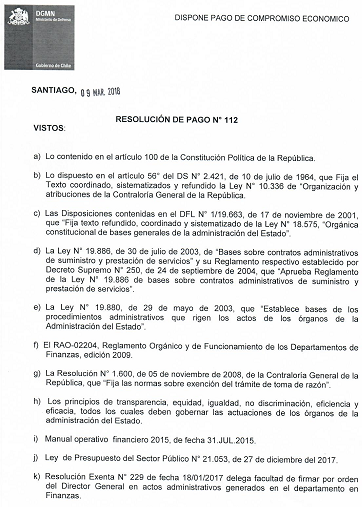 DGMN
Ministerio de Defensa
Gobierno de Chile
DISPONE PAGO DE COMPROMISO ECONOMICO
SANTIAGO, 09 MAR. 2018
RESOLUCIÓN DE PAGO N° 112
VISTOS:
a) Lo contenido en el artículo 100 de la Constitución Política de la República.
b) Lo dispuesto en el artículo 56° del DS N° 2.421, de 10 de julio de 1964, que Fija el
Texto coordinado, sistematizados y refundido la Ley N° 10.336 de “Organización y
atribuciones de la Contraloría General de la República.
c) Las Disposiciones contenidas en el DFL N° 1/19.663, de 17 de noviembre de 2001,
que “Fija texto refundido, coordinado y sistematizado de la Ley N° 18.575, “Orgánica
constitucional de bases generales de la administración del Estado”.
d) La Ley N° 19.886, de 30 de julio de 2003, de “Bases sobre contratos administrativos
de suministro y prestación de servicios” y su Reglamento respectivo establecido por
Decreto Supremo N° 250, de 24 de septiembre de 2004, que “Aprueba Reglamento
de la Ley N° 19.886 de bases sobre contratos administrativos de suministro y
prestación de servicios”.
e) La Ley N° 19.880, de 29 de mayo de 2003, que “Establece bases de los
procedimientos administrativos que rigen los actos de los órganos de la
Administración del Estado”.
f) El RAO-02204, Reglamento Orgánico y de Funcionamiento de los Departamentos de
Finanzas, edición 2009.
g) La Resolución N° 1.600, de 05 de noviembre de 2008, de la Contraloría General de la
República, que “Fija las normas sobre exención del trámite de toma de razón”.
h) Los principios de transparencia, equidad, igualdad, no discriminación, eficiencia y
eficacia, todos los cuales deben gobernar las actuaciones de los órganos de la
administración del Estado.
i) Manual operativo financiero 2015, de fecha 31.JUL.2015.
j) Ley de Presupuesto del Sector Público N° 21.053, de 27 de diciembre de 2017.
k) Resolución Exenta N° 229 de fecha 18/01/2017 delega facultad de firmar por orden
del Director General en actos administrativos generados en el departamento en
Finanzas.